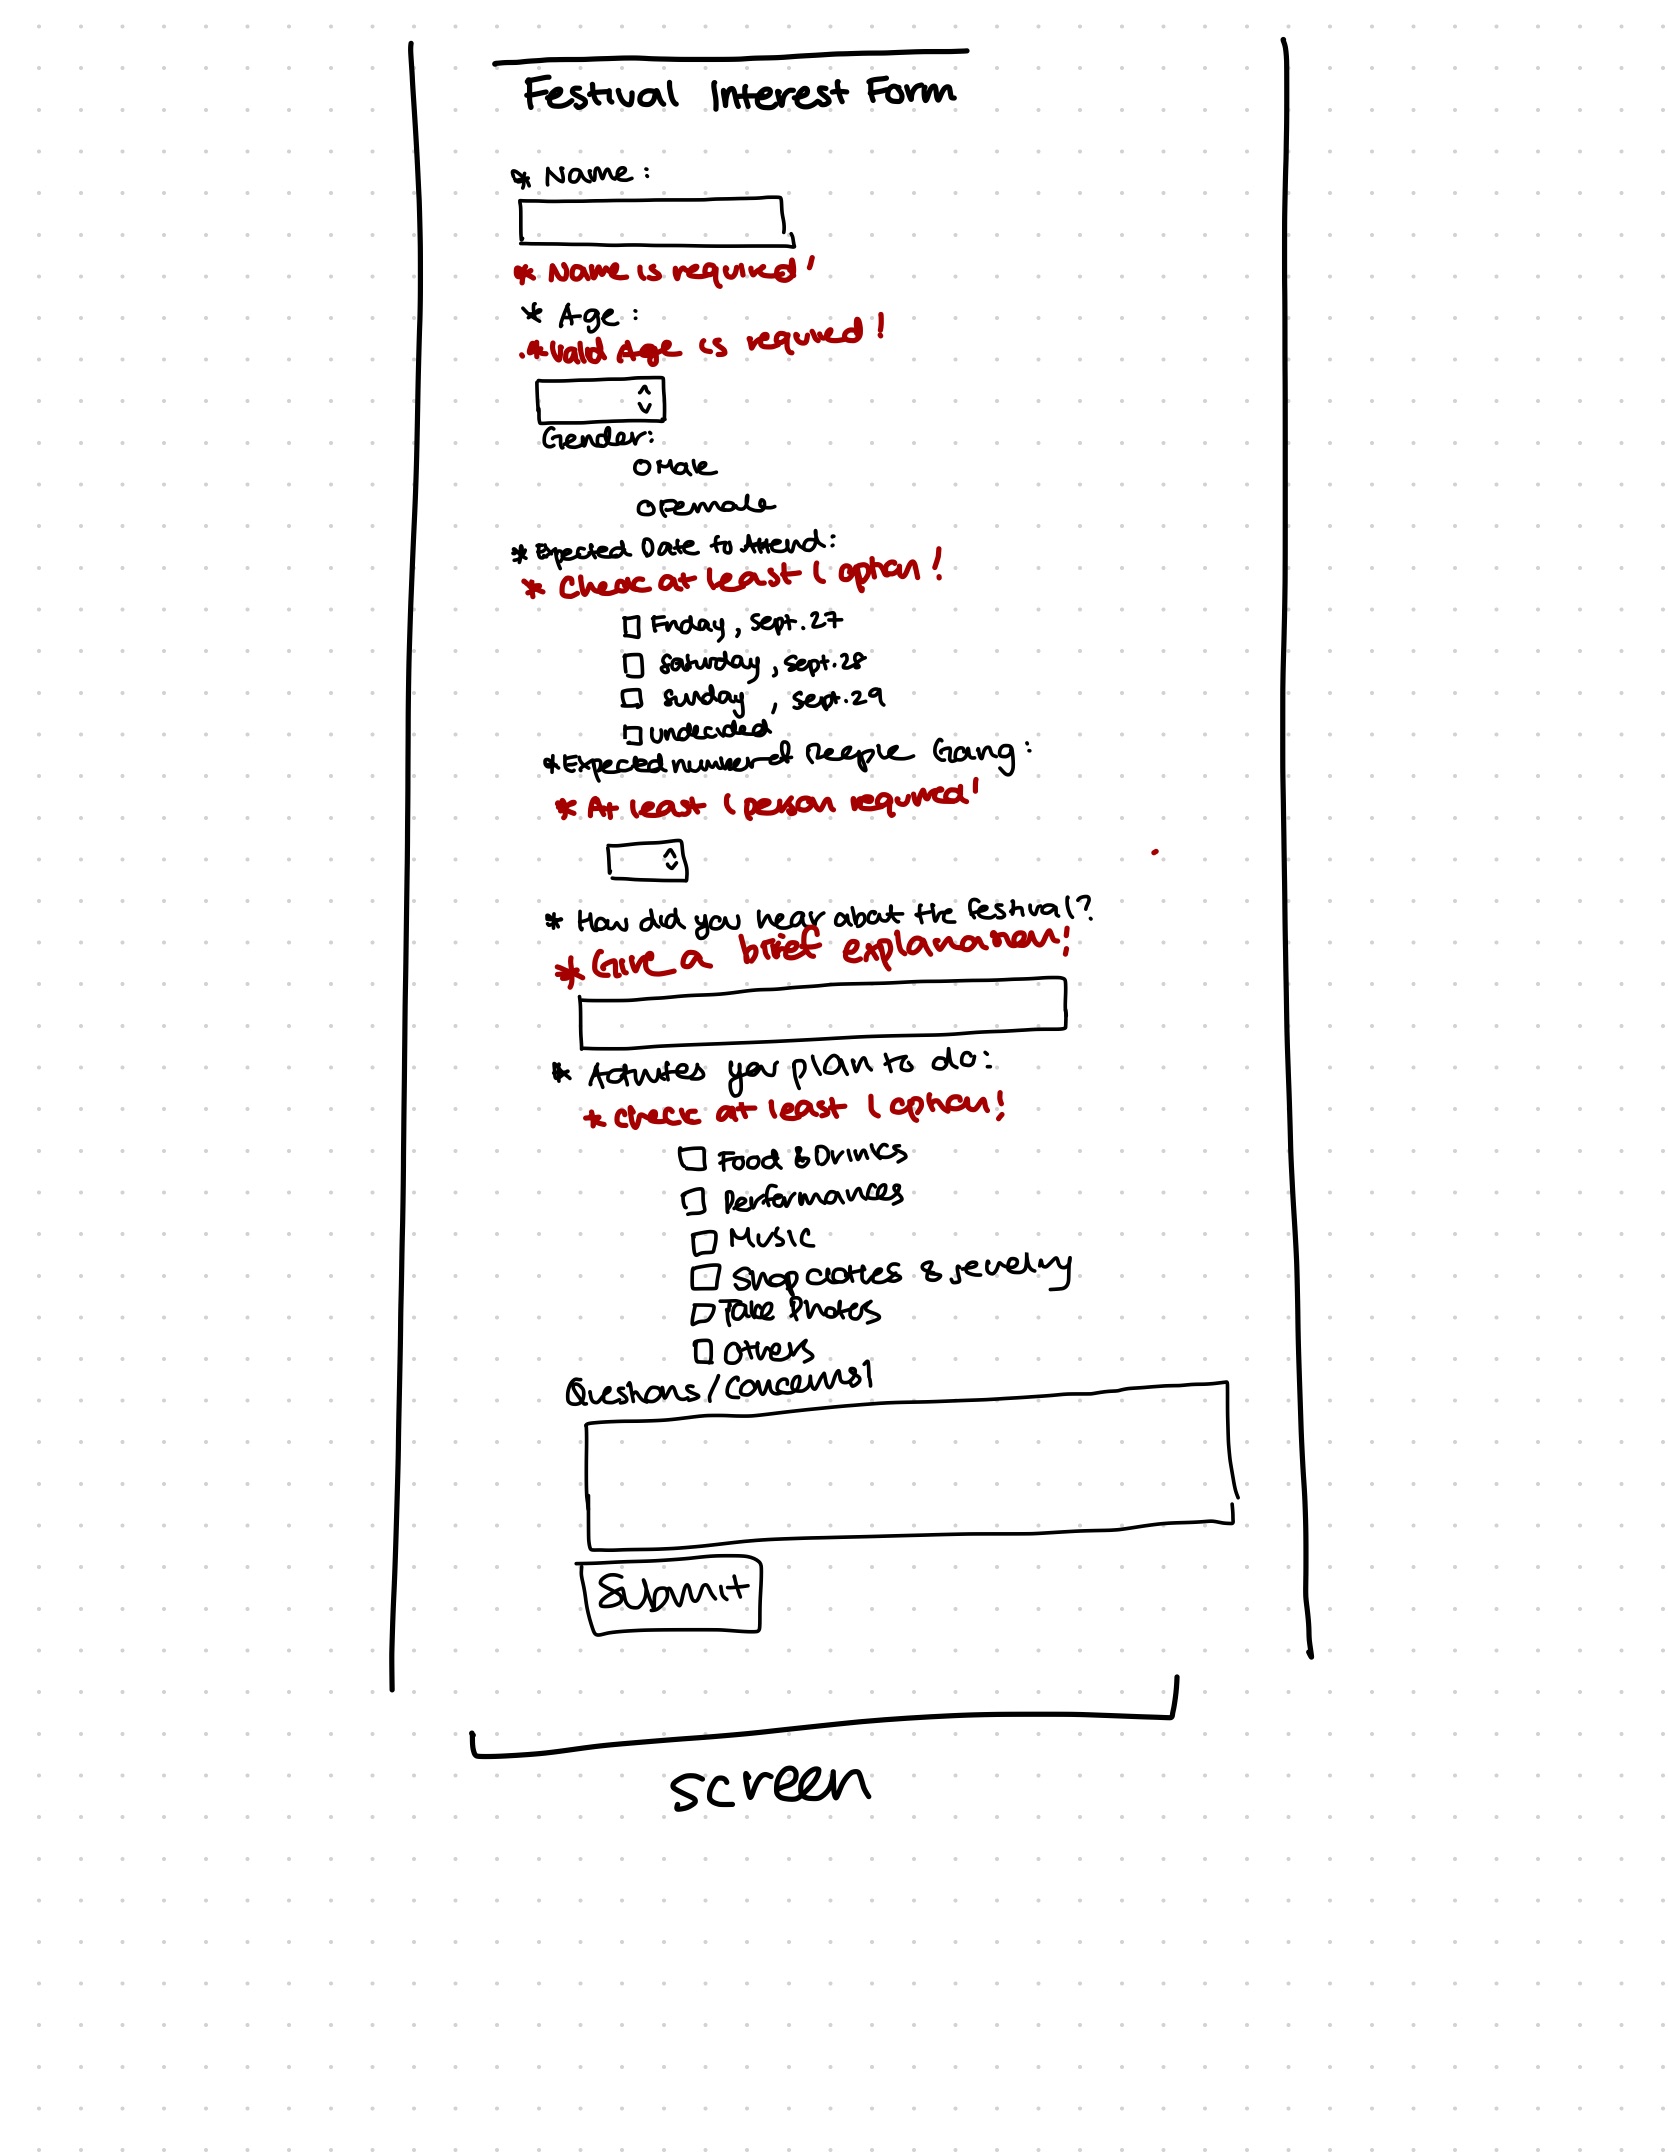 Festival Interest Form
* Name:
* Name is required!
* Age:
* Valid Age is required!
Gender:
Male
Female
* Expected Date to Attend:
* Check at least 1 option!
Friday, Sept. 27
Saturday, Sept. 28
Sunday, Sept. 29
undecided
* Expected number of People Going:
* At least 1 person required!
* How did you hear about the festival?
* Give a brief explanation!
* Activities you plan to do:
* check at least 1 option!
Food & Drinks
Performances
Music
Shop clothes & jewelry
Take Photos
Others
Questions/Concerns?
Submit
screen